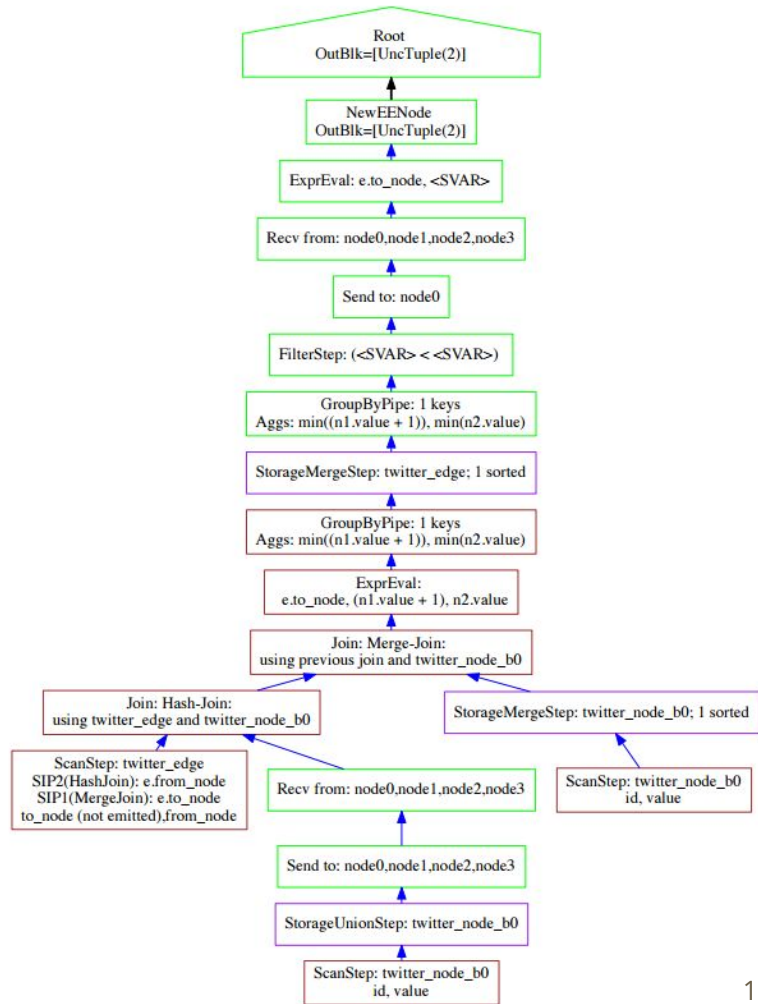 Root
OutBlk=[UncTuple(2)]
NewEENode
OutBlk=[UncTuple(2)]
ExprEval: e.to_node, <SVAR>
Recv from: node0,node1,node2,node3
Send to: node0
FilterStep: (<SVAR> < <SVAR>)
GroupByPipe: 1 keys
Aggs: min((n1.value + 1)), min(n2.value)
StorageMergeStep: twitter_edge; 1 sorted
GroupByPipe: 1 keys
Aggs: min((n1.value + 1)), min(n2.value)
ExprEval:
e.to_node, (n1.value + 1), n2.value
Join: Merge-Join:
using previous join and twitter_node_b0
Join: Hash-Join:
using twitter_edge and twitter_node_b0
StorageMergeStep: twitter_node_b0; 1 sorted
ScanStep: twitter_edge
SIP2(HashJoin): e.from_node
SIP1(MergeJoin): e.to_node
to_node (not emitted),from_node
Recv from: node0,node1,node2,node3
ScanStep: twitter_node_b0
id, value
Send to: node0,node1,node2,node3
StorageUnionStep: twitter_node_b0
ScanStep: twitter_node_b0
id, value
1